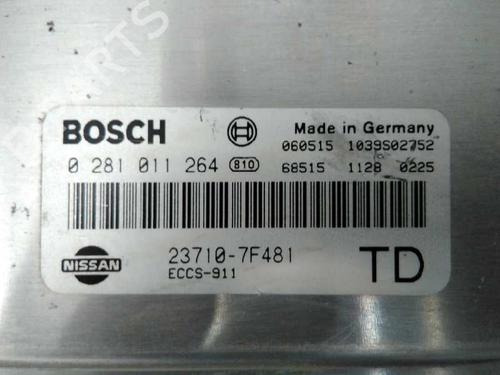 BOSCH
Made in Germany
060515 1039S02752
0 281 011 264 810
68515 1128 0225
NISSAN
23710-7F481
ECCS-911
TD
PARTS